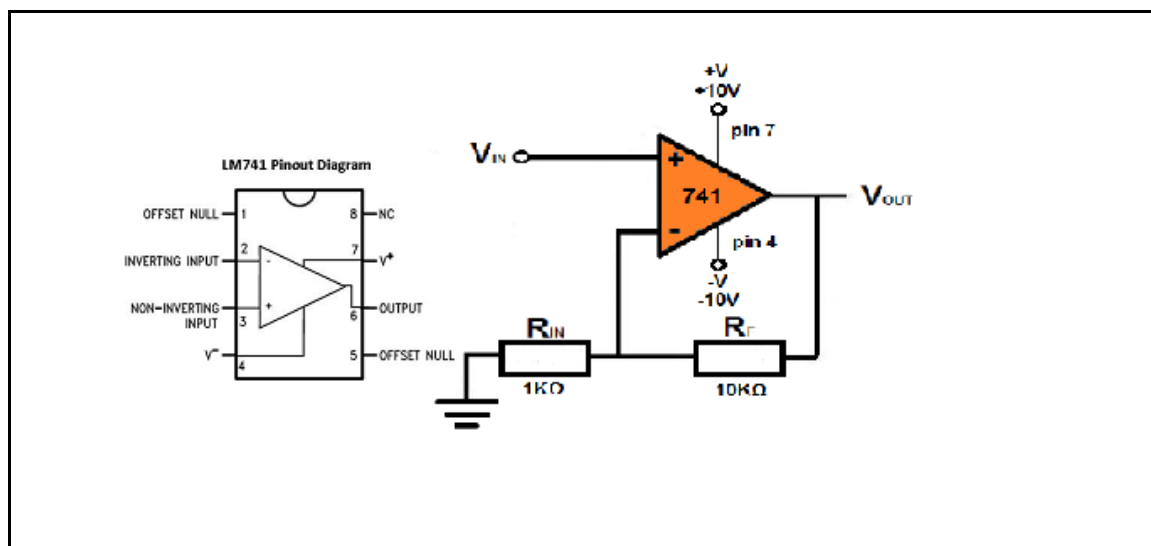 LM741 Pinout Diagram
OFFSET NULL
1
8
NC
INVERTING INPUT
2
-
7
V+
NON-INVERTING
INPUT
3
+
6
OUTPUT
V-
4
5
OFFSET NULL
+V
+10V
pin 7
VIN
+
741
-
VOUT
pin 4
-V
-10V
RIN
1KΩ
RF
10KΩ